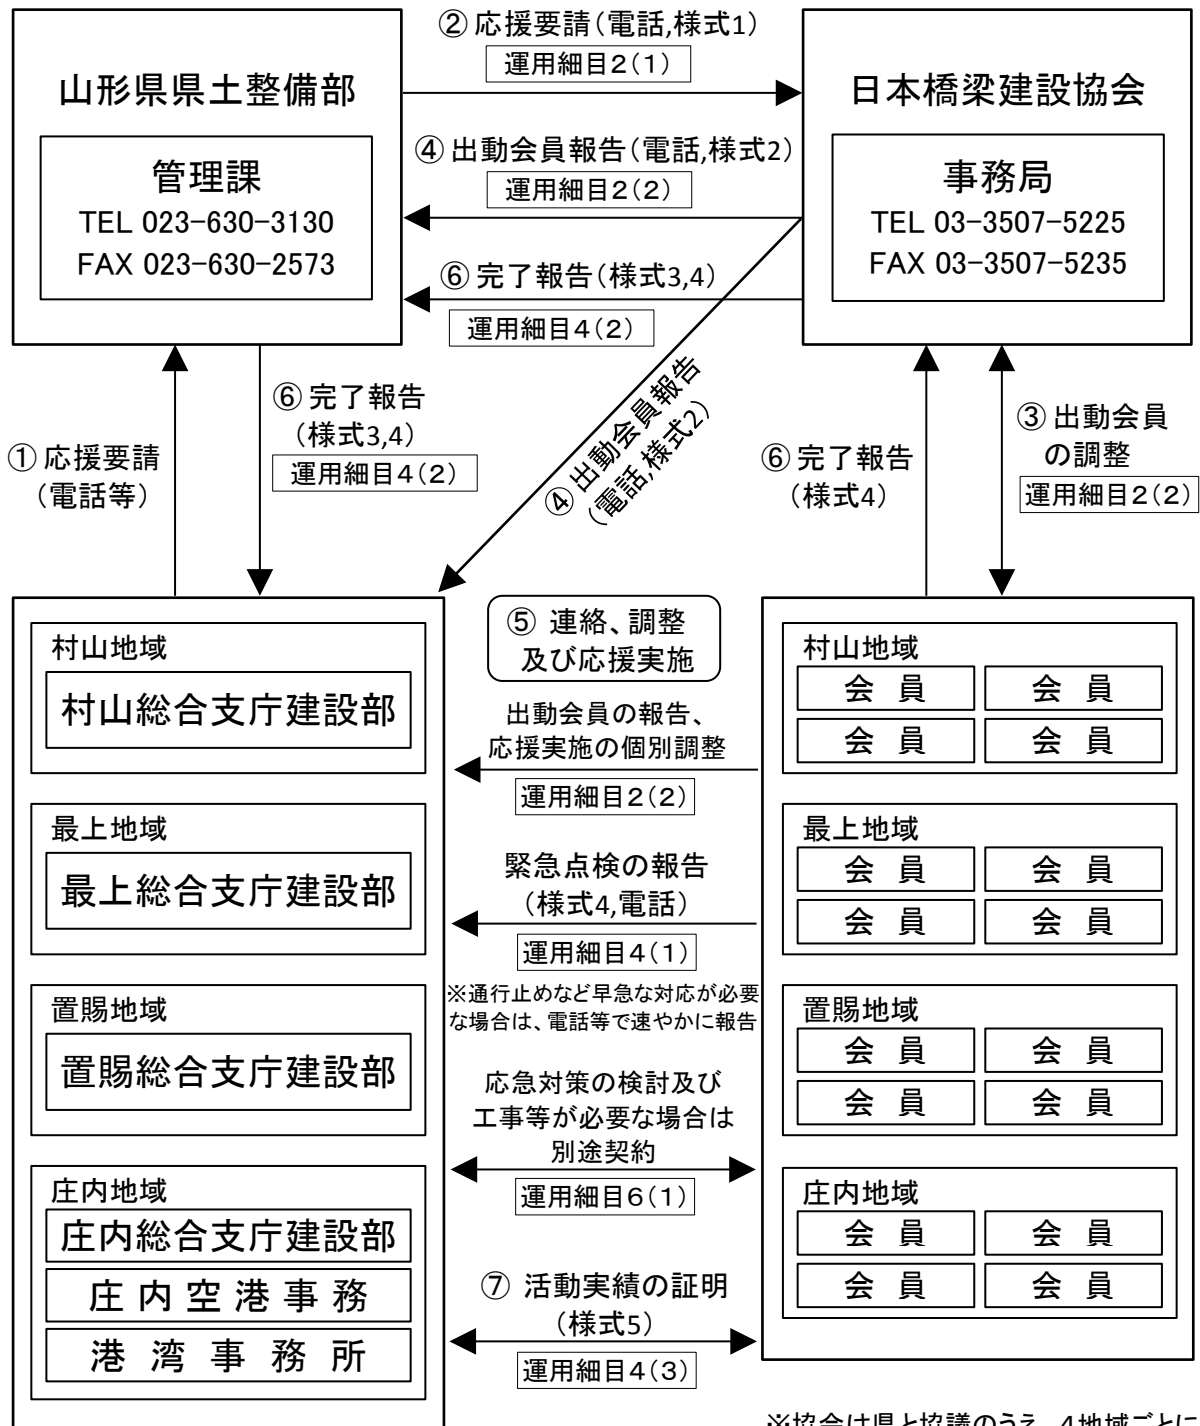 ② 応援要請(電話,様式1)
運用細目2(1)
山形県県土整備部
管理課
TEL 023-630-3130
FAX 023-630-2573
日本橋梁建設協会
事務局
TEL 03-3507-5225
FAX 03-3507-5235
④ 出動会員報告(電話,様式2)
運用細目2(2)
⑥ 完了報告(様式3,4)
運用細目4(2)
④ 出動会員報告
(電話,様式2)
① 応援要請
(電話等)
⑥ 完了報告
(様式3,4)
運用細目4(2)
⑥ 完了報告
(様式4)
③ 出動会員
の調整
運用細目2(2)
村山地域
村山総合支庁建設部
最上地域
最上総合支庁建設部
置賜地域
置賜総合支庁建設部
庄内地域
庄内総合支庁建設部
庄内空港事務
港湾事務所
⑤ 連絡、調整
及び応援実施
出動会員の報告、
応援実施の個別調整
運用細目2(2)
緊急点検の報告
(様式4,電話)
運用細目4(1)
※通行止めなど早急な対応が必要
な場合は、電話等で速やかに報告
応急対策の検討及び
工事等が必要な場合は
別途契約
運用細目6(1)
⑦ 活動実績の証明
(様式5)
運用細目4(3)
村山地域
会員 会員
会員 会員
最上地域
会員 会員
会員 会員
置賜地域
会員 会員
会員 会員
庄内地域
会員 会員
会員 会員
※協会は県と協議のうえ、4地域ごとに